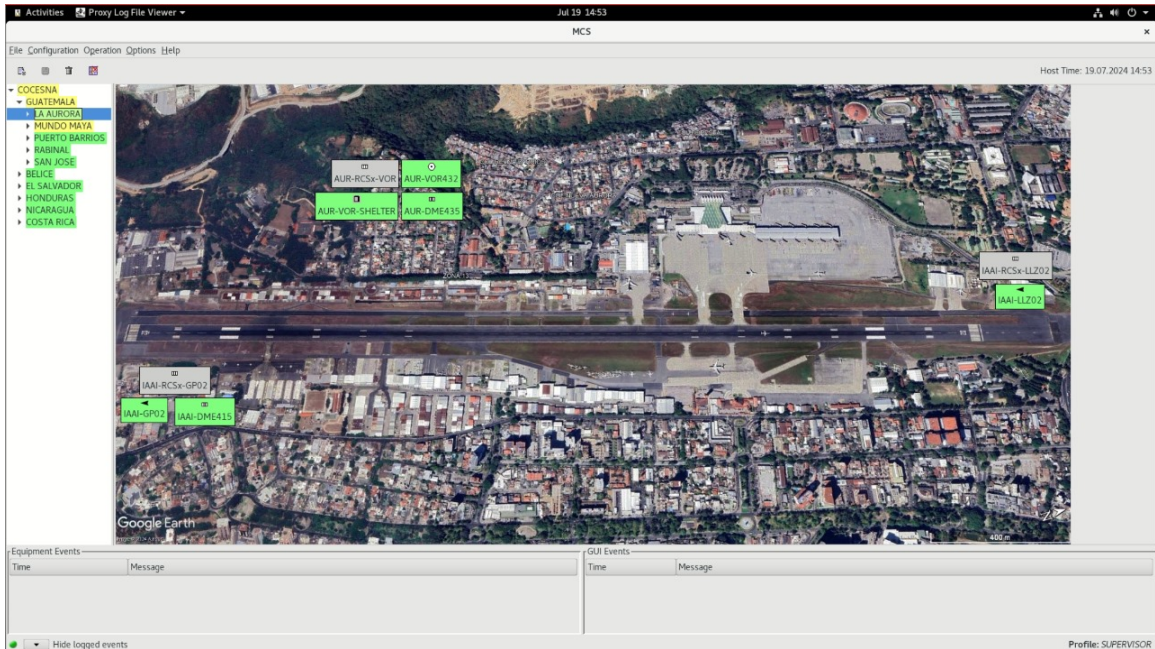 Activities Proxy Log File Viewer Jul 19 14:53
MCS
File Configuration Operation Options Help
Host Time: 19.07.2024 14:53
COCESNA
GUATEMALA
LA AURORA
MUNDO MAYA
PUERTO BARRIOS
RABINAL
SAN JOSE
BELICE
EL SALVADOR
HONDURAS
NICARAGUA
COSTA RICA
AUR-RCSx-VOR
AUR-VOR432
AUR-VOR-SHELTER
AUR-DME435
IAAI-RCSx-LLZ02
IAAI-LLZ02
IAAI-RCSx-GP02
IAAI-GP02
IAAI-DME415
Google Earth
400 m
Equipment Events
Time Message
GUI Events
Time Message
Hide logged events
Profile: SUPERVISOR